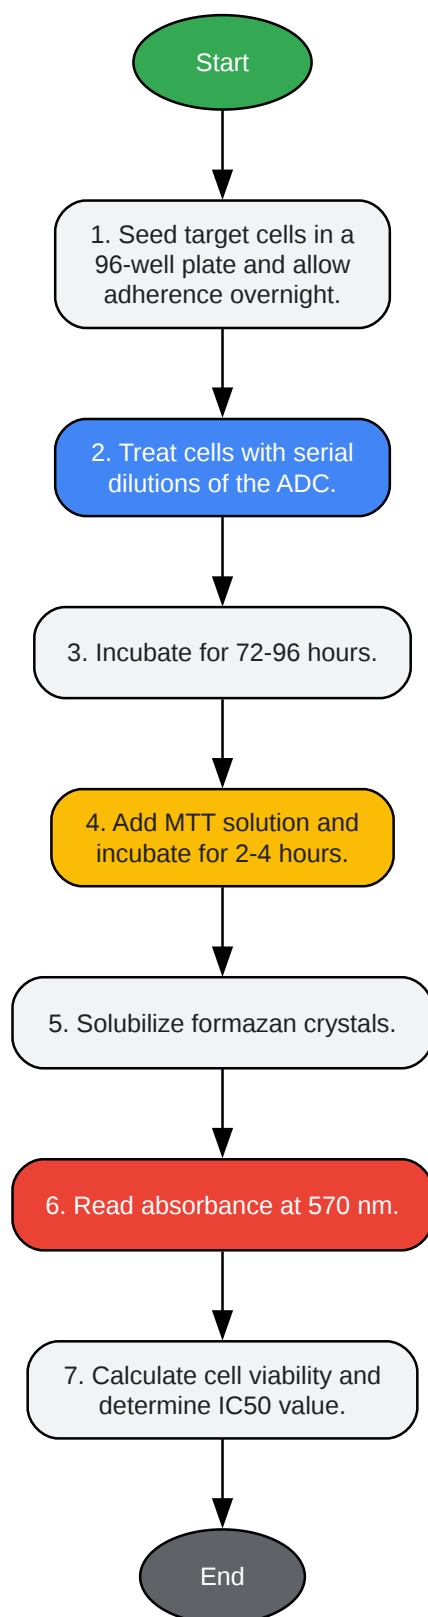 Start
1. Seed target cells in a
96-well plate and allow
adherence overnight.
2. Treat cells with serial
dilutions of the ADC.
3. Incubate for 72-96 hours.
4. Add MTT solution and
incubate for 2-4 hours.
5. Solubilize formazan crystals.
6. Read absorbance at 570 nm.
7. Calculate cell viability and
determine IC50 value.
End